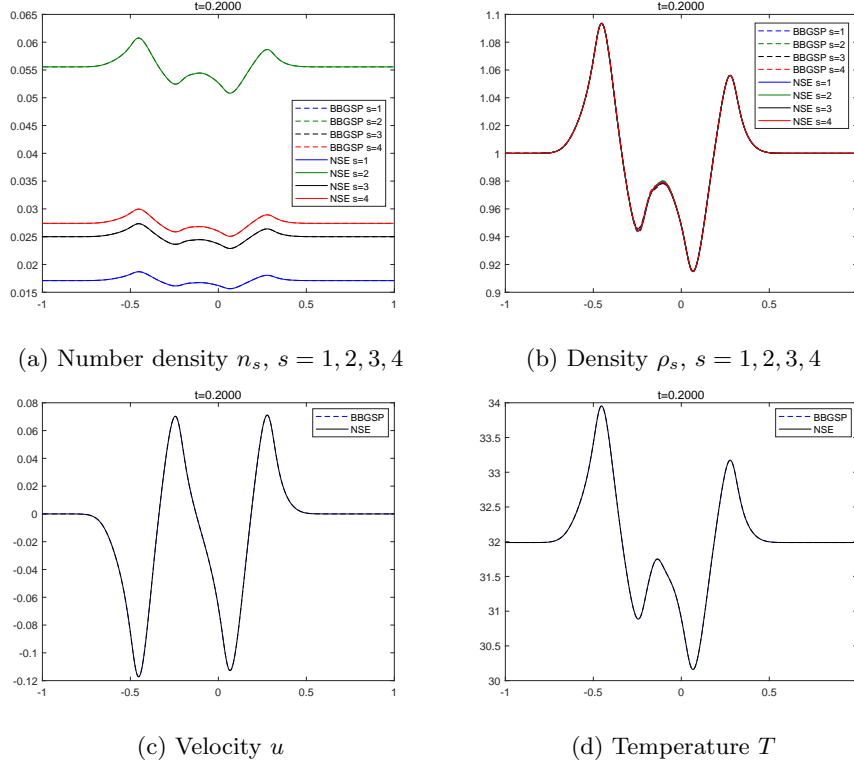 t=0.2000
0.065
0.06
0.055
0.05
0.045
0.04
0.035
0.03
0.025
0.02
0.015
-1
-0.5
0
0.5
1
BBGSP s=1
BBGSP s=2
BBGSP s=3
BBGSP s=4
NSE s=1
NSE s=2
NSE s=3
NSE s=4
(a) Number density n_s, s = 1, 2, 3, 4
t=0.2000
1.1
1.08
1.06
1.04
1.02
1
0.98
0.96
0.94
0.92
0.9
-1
-0.5
0
0.5
BBGSP s=1
BBGSP s=2
BBGSP s=3
BBGSP s=4
NSE s=1
NSE s=2
NSE s=3
NSE s=4
(b) Density ρ_s, s = 1, 2, 3, 4
t=0.2000
0.08
0.06
0.04
0.02
0
-0.02
-0.04
-0.06
-0.08
-0.1
-0.12
-1
-0.5
0
0.5
1
BBGSP
NSE
(c) Velocity u
t=0.2000
34
33.5
33
32.5
32
31.5
31
30.5
30
-1
-0.5
0
0.5
BBGSP
NSE
(d) Temperature T